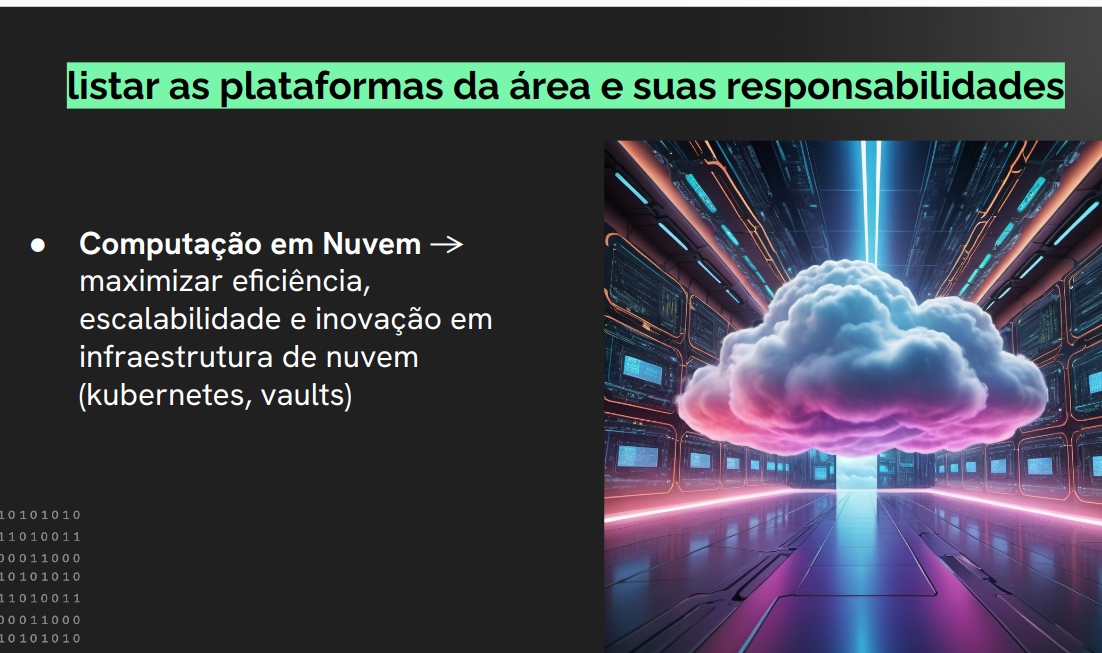 listar as plataformas da área e suas responsabilidades
● Computação em Nuvem →
maximizar eficiência,
escalabilidade e inovação em
infraestrutura de nuvem
(kubernetes, vaults)
10101010
11010011
00011000
10101010
11010011
00011000
10101010